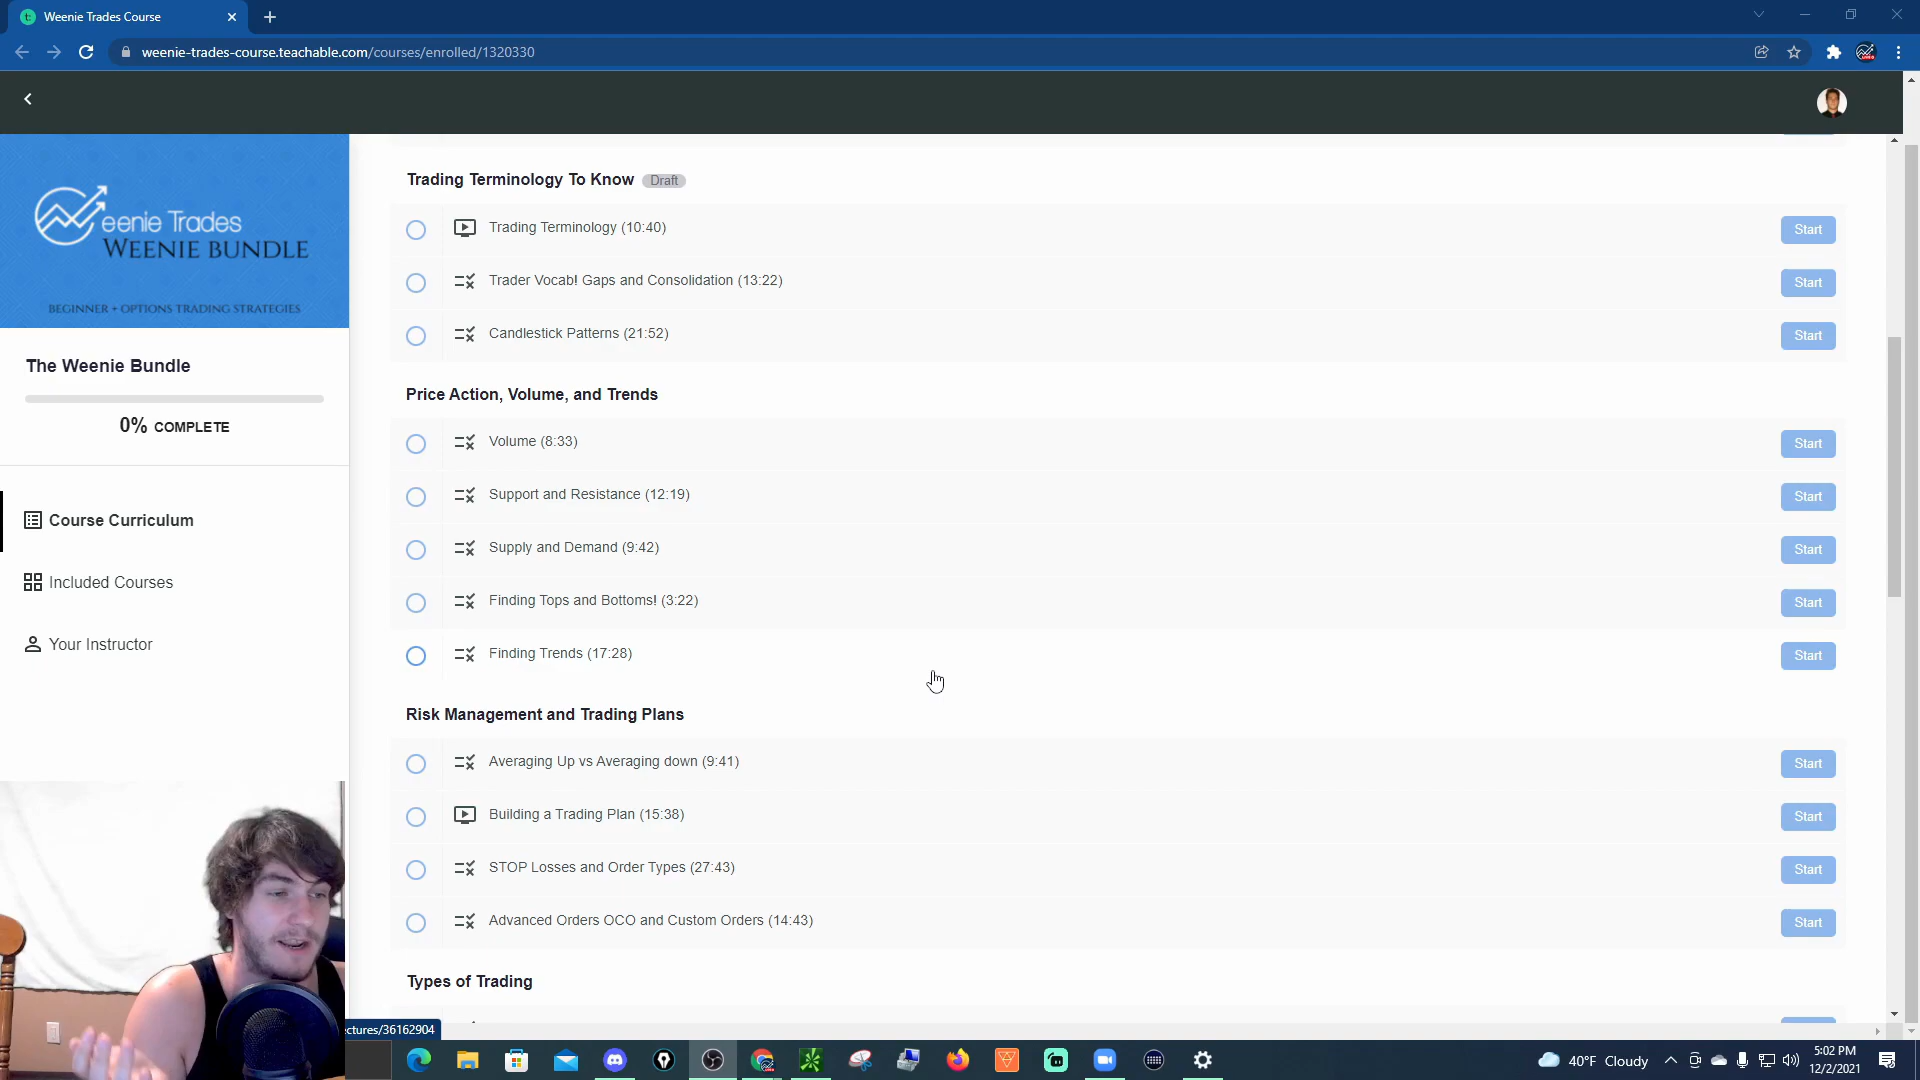 Weenie Trades Course
weenie-trades-course.teachable.com/courses/enrolled/1320330
eenie Trades
WEENIE BUNDLE
BEGINNER + OPTIONS TRADING STRATEGIES
The Weenie Bundle
0% COMPLETE
Course Curriculum
Included Courses
Your Instructor
Trading Terminology To Know Draft
Trading Terminology (10:40) Start
Trader Vocab! Gaps and Consolidation (13:22) Start
Candlestick Patterns (21:52) Start
Price Action, Volume, and Trends
Volume (8:33) Start
Support and Resistance (12:19) Start
Supply and Demand (9:42) Start
Finding Tops and Bottoms! (3:22) Start
Finding Trends (17:28) Start
Risk Management and Trading Plans
Averaging Up vs Averaging down (9:41) Start
Building a Trading Plan (15:38) Start
STOP Losses and Order Types (27:43) Start
Advanced Orders OCO and Custom Orders (14:43) Start
Types of Trading
ectures/36162904
40°F Cloudy
5:02 PM
12/2/2021